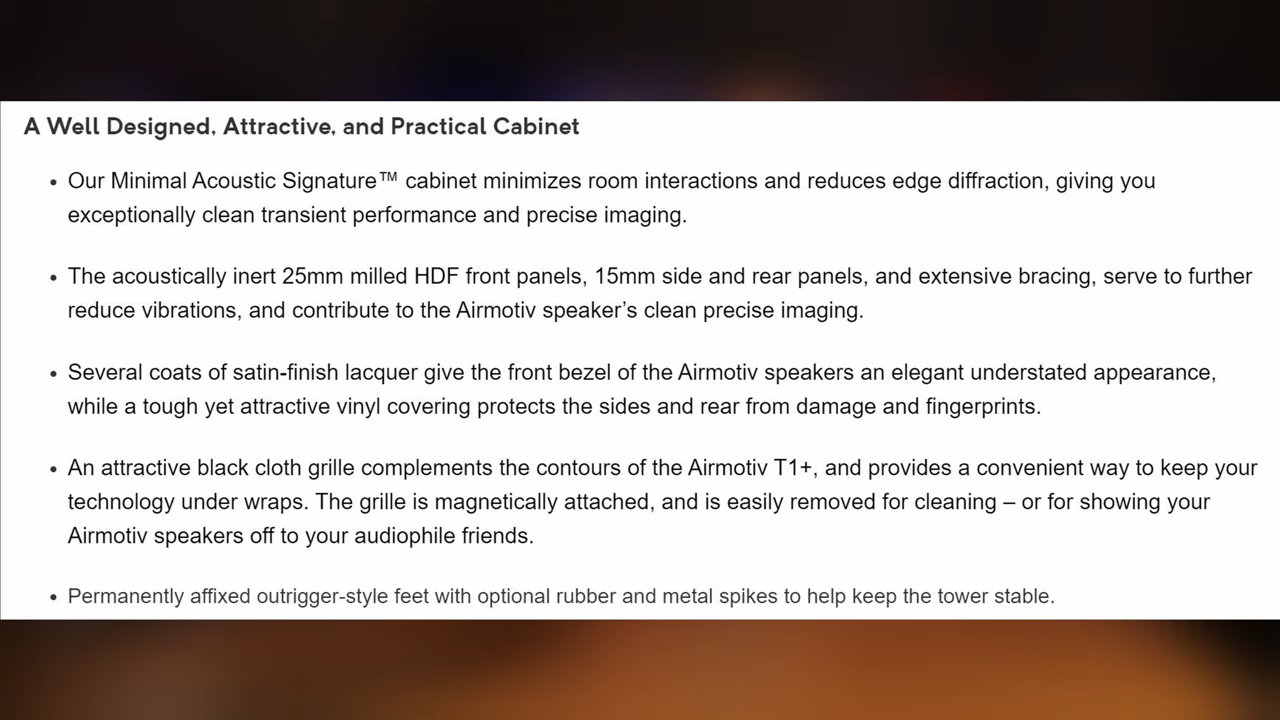 A Well Designed, Attractive, and Practical Cabinet
• Our Minimal Acoustic Signature™ cabinet minimizes room interactions and reduces edge diffraction, giving you
exceptionally clean transient performance and precise imaging.
• The acoustically inert 25mm milled HDF front panels, 15mm side and rear panels, and extensive bracing, serve to further
reduce vibrations, and contribute to the Airmotiv speaker’s clean precise imaging.
• Several coats of satin-finish lacquer give the front bezel of the Airmotiv speakers an elegant understated appearance,
while a tough yet attractive vinyl covering protects the sides and rear from damage and fingerprints.
• An attractive black cloth grille complements the contours of the Airmotiv T1+, and provides a convenient way to keep your
technology under wraps. The grille is magnetically attached, and is easily removed for cleaning – or for showing your
Airmotiv speakers off to your audiophile friends.
• Permanently affixed outrigger-style feet with optional rubber and metal spikes to help keep the tower stable.